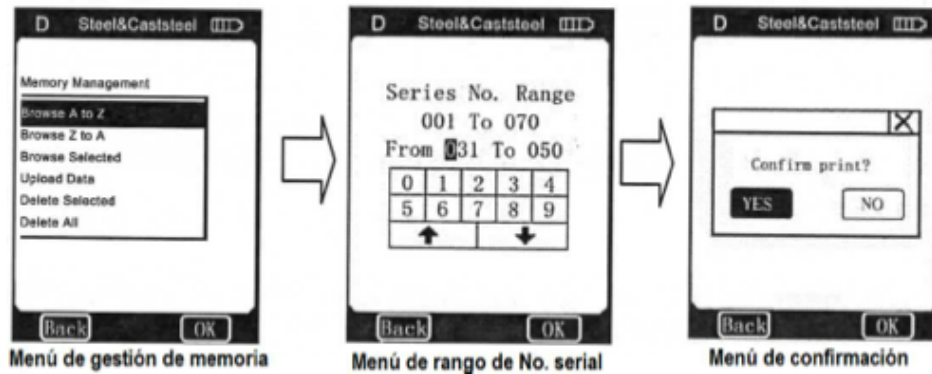 D Steel&Caststeel
Memory Management
Browse A to Z
Browse Z to A
Browse Selected
Upload Data
Delete Selected
Delete All
Back OK
Menú de gestión de memoria
D Steel&Caststeel
Series No. Range
001 To 070
From 031 To 050
0 1 2 3 4
5 6 7 8 9
Back OK
Menú de rango de No. serial
D Steel&Caststeel
X
Confirm print?
YES NO
Back OK
Menú de confirmación